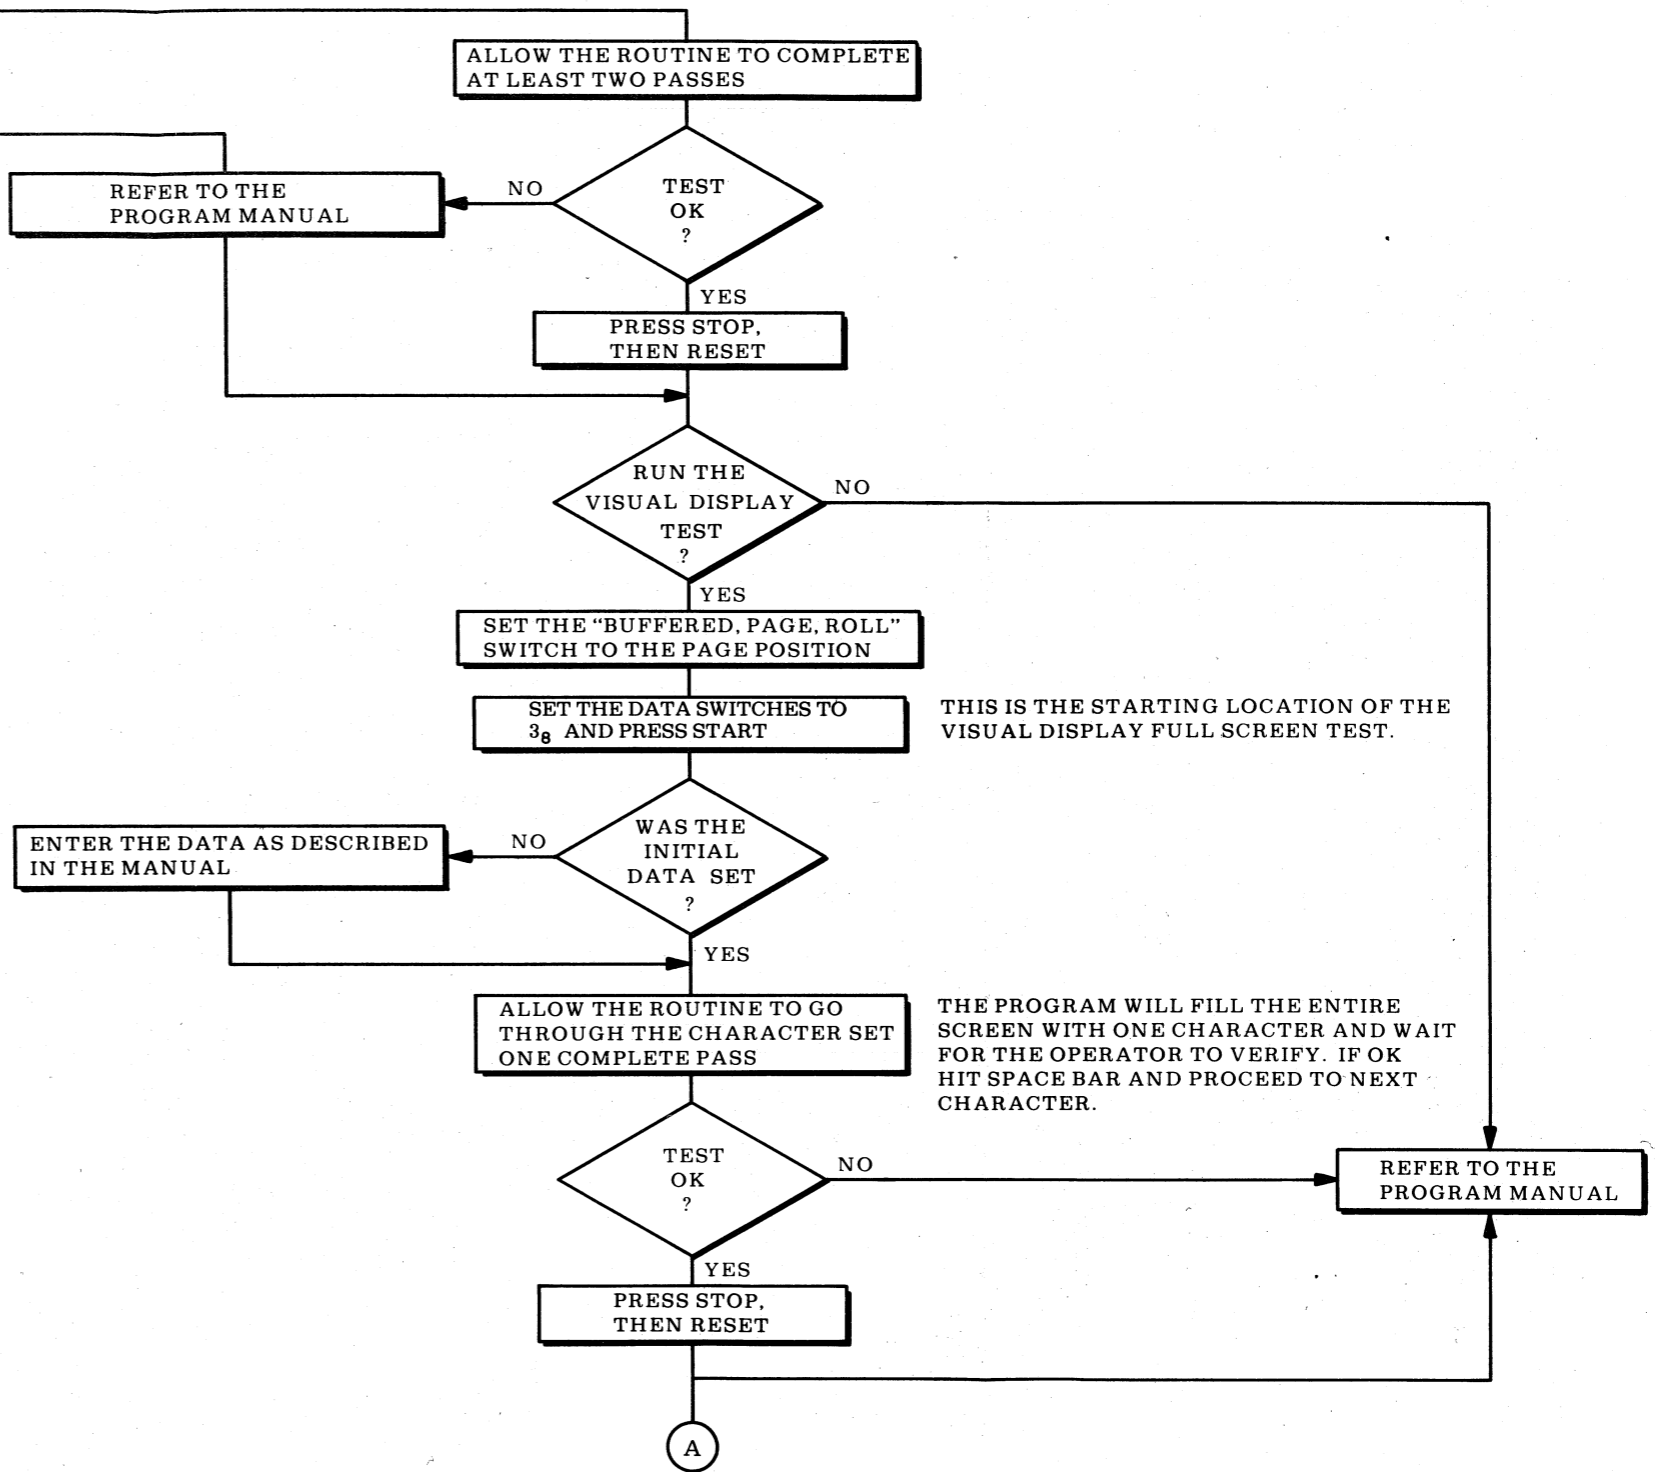 ALLOW THE ROUTINE TO COMPLETE
AT LEAST TWO PASSES
TEST
OK
?
NO
REFER TO THE
PROGRAM MANUAL
YES
PRESS STOP,
THEN RESET
RUN THE
VISUAL DISPLAY
TEST
?
NO
YES
SET THE “BUFFERED, PAGE, ROLL”
SWITCH TO THE PAGE POSITION
SET THE DATA SWITCHES TO
3₈ AND PRESS START
THIS IS THE STARTING LOCATION OF THE
VISUAL DISPLAY FULL SCREEN TEST.
WAS THE
INITIAL
DATA SET
?
NO
ENTER THE DATA AS DESCRIBED
IN THE MANUAL
YES
ALLOW THE ROUTINE TO GO
THROUGH THE CHARACTER SET
ONE COMPLETE PASS
THE PROGRAM WILL FILL THE ENTIRE
SCREEN WITH ONE CHARACTER AND WAIT
FOR THE OPERATOR TO VERIFY. IF OK
HIT SPACE BAR AND PROCEED TO NEXT
CHARACTER.
TEST
OK
?
NO
REFER TO THE
PROGRAM MANUAL
YES
PRESS STOP,
THEN RESET
A